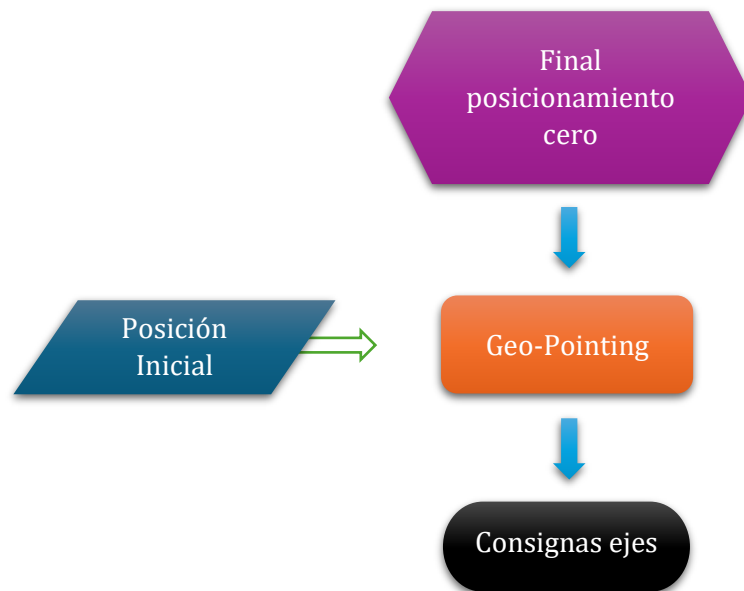 Final
posicionamiento
cero
Posición
Inicial
Geo-Pointing
Consignas ejes